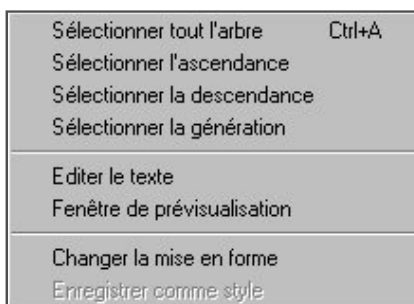 Sélectionner tout l'arbre Ctrl+A
Sélectionner l'ascendance
Sélectionner la descendance
Sélectionner la génération
Editer le texte
Fenêtre de prévisualisation
Changer la mise en forme
Enregistrer comme style